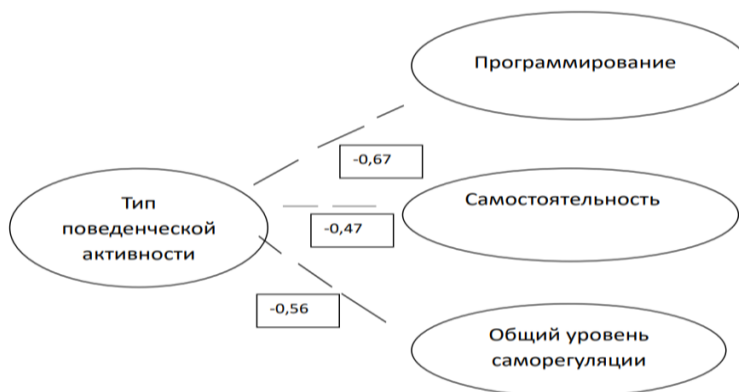 Программирование
-0,67
Тип
поведенческой
активности
Самостоятельность
-0,47
-0,56
Общий уровень
саморегуляции